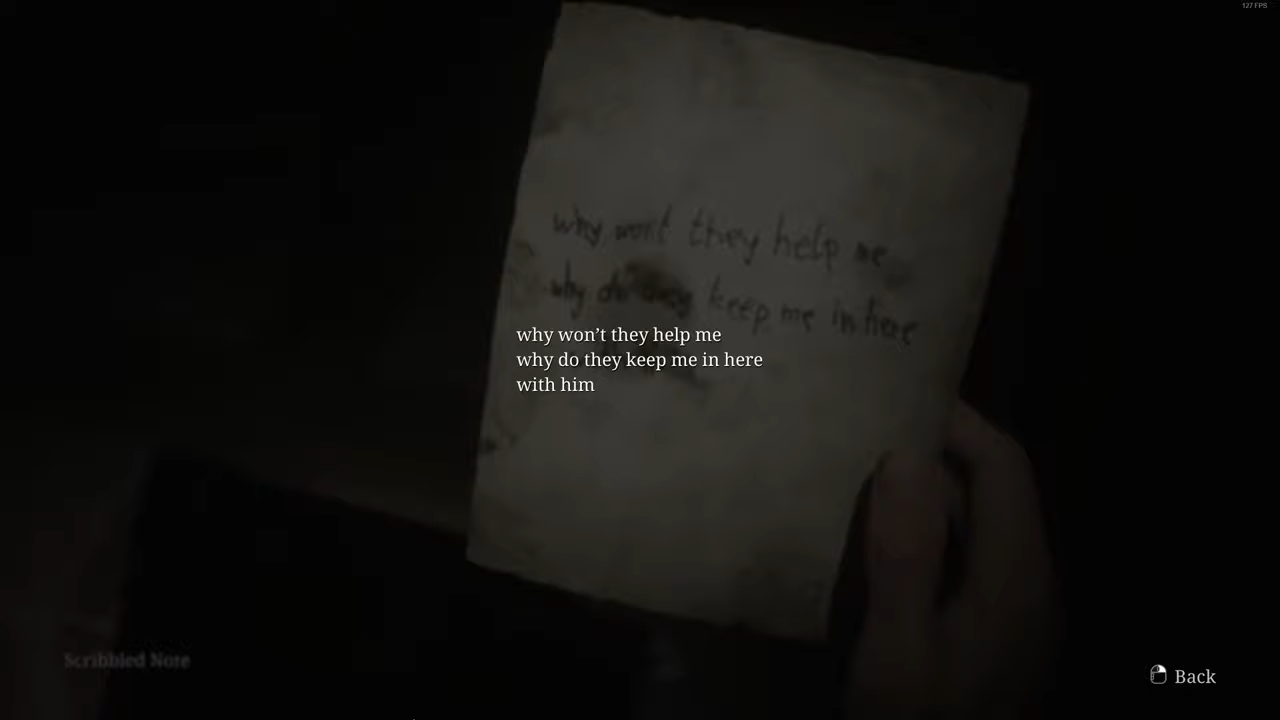 127 FPS
why won't they help me
why do they keep me in here
why won’t they help me
why do they keep me in here
with him
Scribbled Note
Back